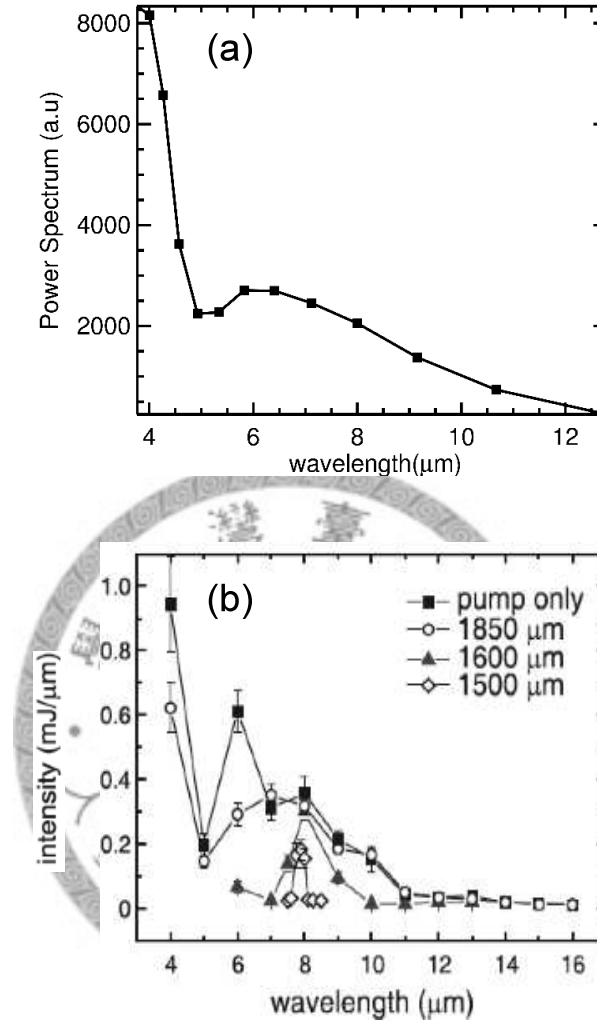 (a)
8000
6000
4000
2000
Power Spectrum (a.u)
4 6 8 10 12
wavelength(μm)
(b)
1.0
0.8
0.6
0.4
0.2
0
intensity (mJ/μm)
pump only
1850 μm
1600 μm
1500 μm
4 6 8 10 12 14 16
wavelength (μm)